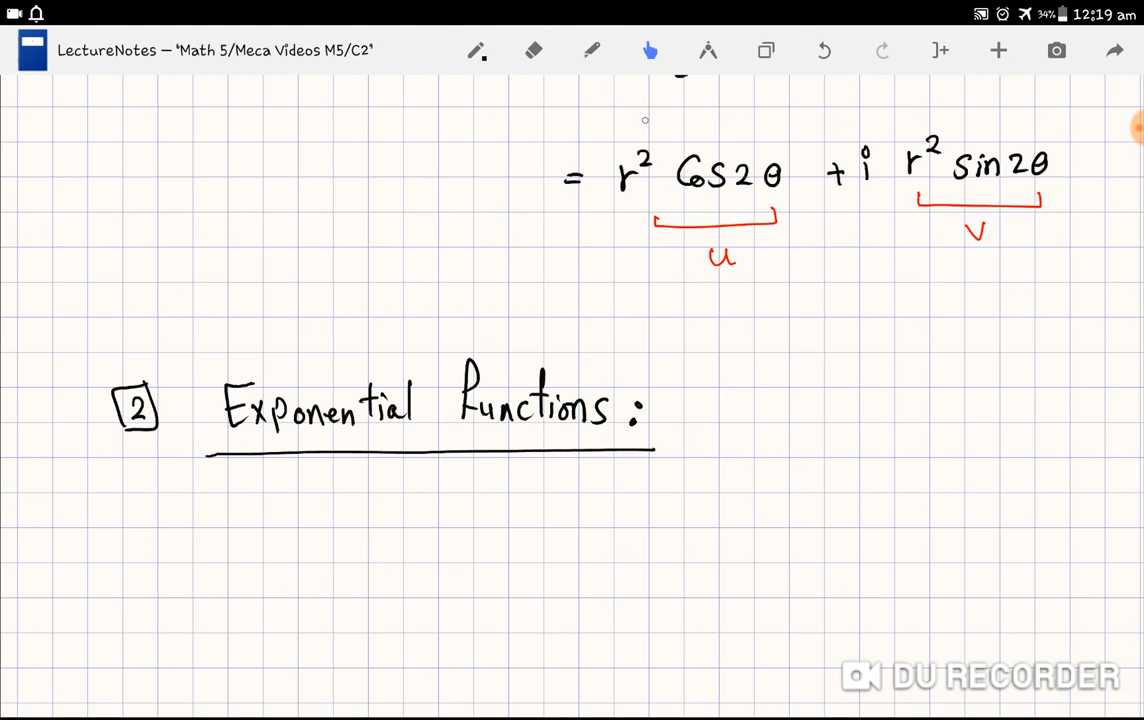 34% 12:19 am
LectureNotes – ‘Math 5/Meca Videos M5/C2’
= r² Cos 2θ + i r² sin 2θ
u v
2 Exponential Functions:
DU RECORDER